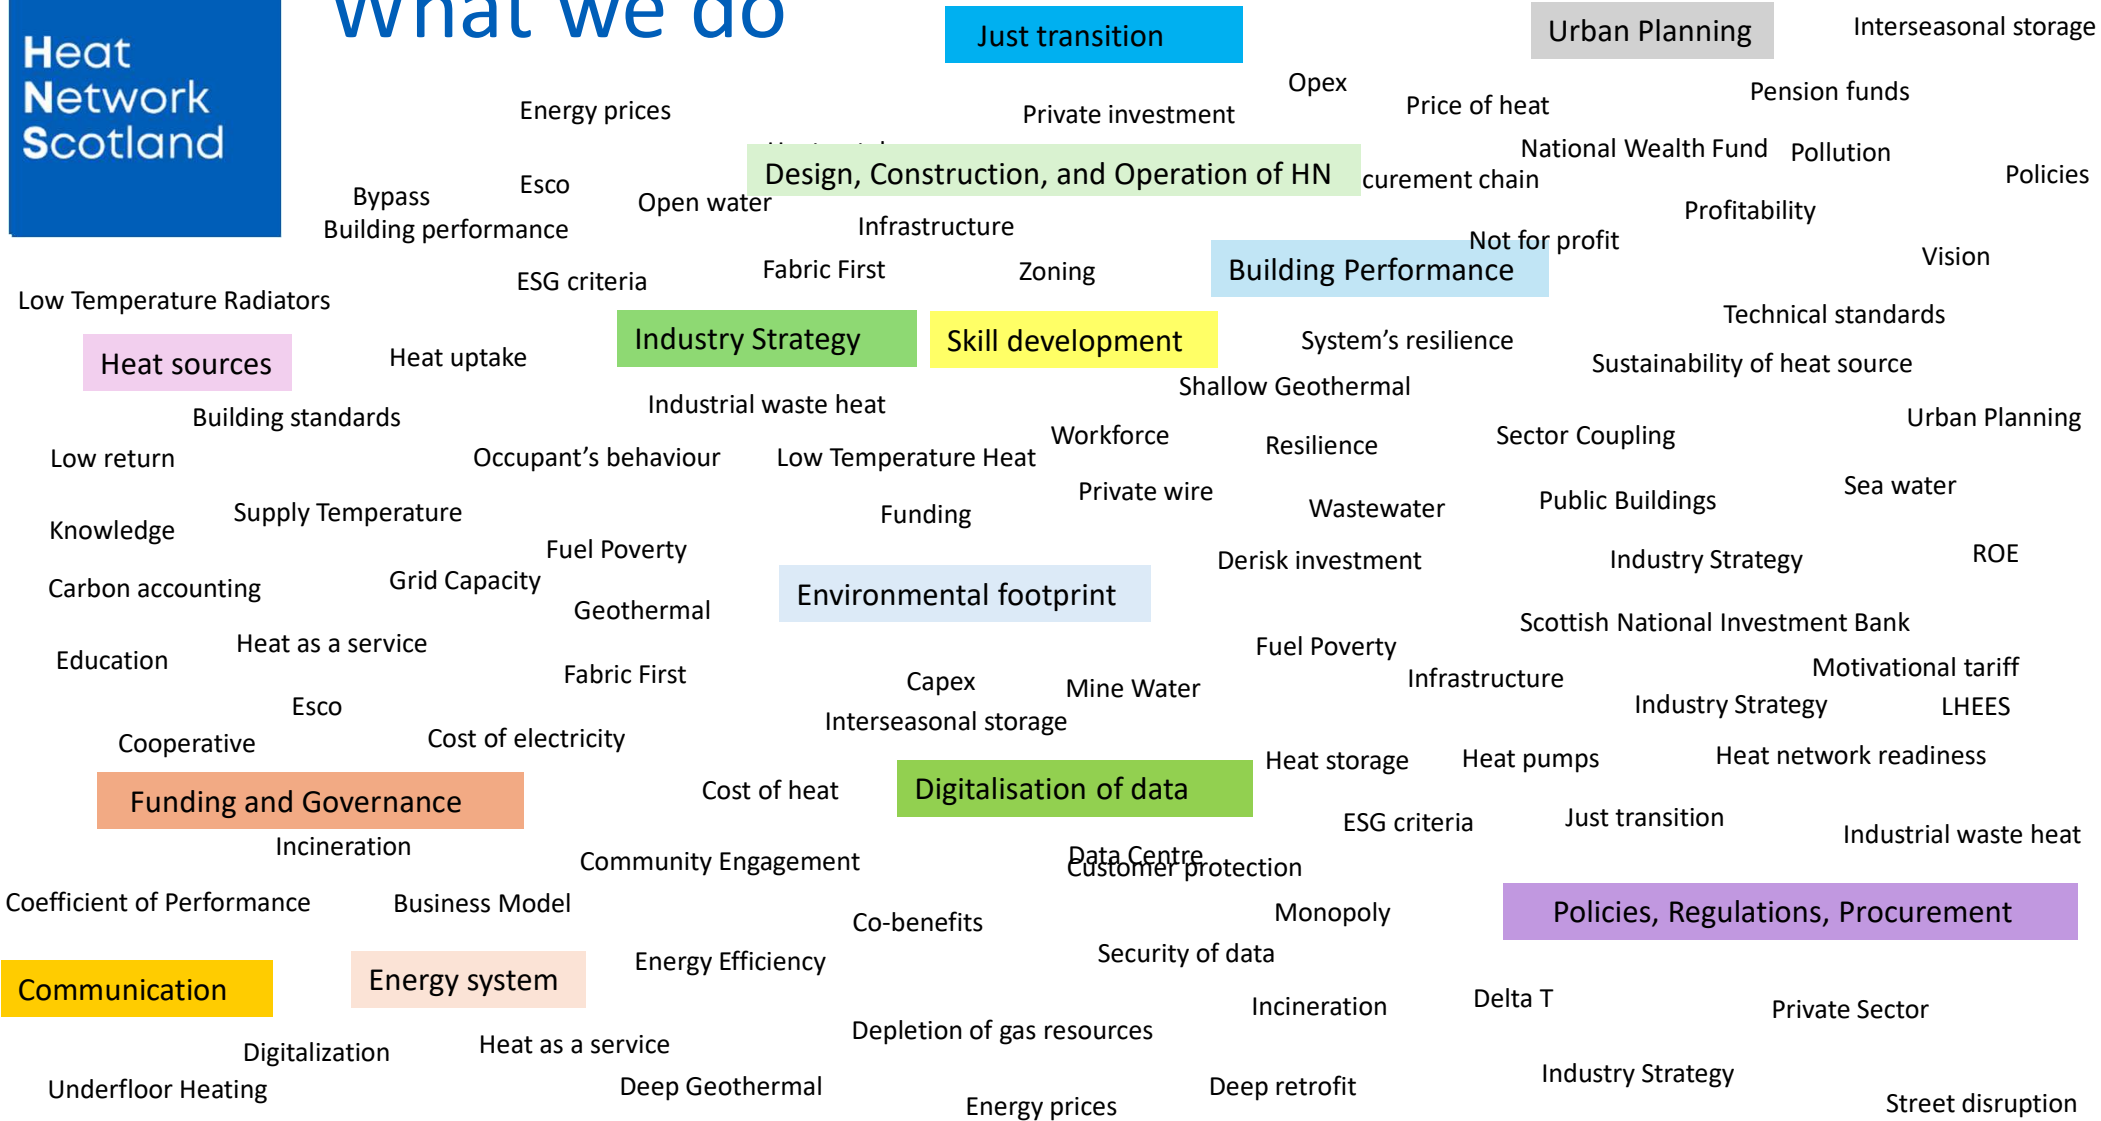 What we do
Heat
Network
Scotland
Just transition
Urban Planning
Interseasonal storage
Opex
Energy prices
Private investment
Price of heat
Pension funds
National Wealth Fund
Pollution
Design, Construction, and Operation of HN
curement chain
Policies
Bypass
Esco
Open water
Profitability
Building performance
Infrastructure
Not for profit
Vision
ESG criteria
Fabric First
Zoning
Building Performance
Low Temperature Radiators
Technical standards
Industry Strategy
Skill development
System's resilience
Heat sources
Heat uptake
Sustainability of heat source
Shallow Geothermal
Building standards
Industrial waste heat
Urban Planning
Workforce
Resilience
Sector Coupling
Low return
Occupant's behaviour
Low Temperature Heat
Private wire
Sea water
Supply Temperature
Funding
Wastewater
Public Buildings
Knowledge
Fuel Poverty
Derisk investment
Industry Strategy
ROE
Carbon accounting
Grid Capacity
Environmental footprint
Geothermal
Scottish National Investment Bank
Education
Heat as a service
Fuel Poverty
Fabric First
Capex
Mine Water
Infrastructure
Motivational tariff
Esco
Industry Strategy
LHEES
Interseasonal storage
Cooperative
Cost of electricity
Heat storage
Heat pumps
Heat network readiness
Funding and Governance
Cost of heat
Digitalisation of data
ESG criteria
Just transition
Industrial waste heat
Incineration
Community Engagement
Data Centre
Customer protection
Coefficient of Performance
Business Model
Co-benefits
Monopoly
Policies, Regulations, Procurement
Energy Efficiency
Security of data
Communication
Energy system
Incineration
Delta T
Private Sector
Depletion of gas resources
Digitalization
Heat as a service
Underfloor Heating
Deep Geothermal
Energy prices
Deep retrofit
Industry Strategy
Street disruption